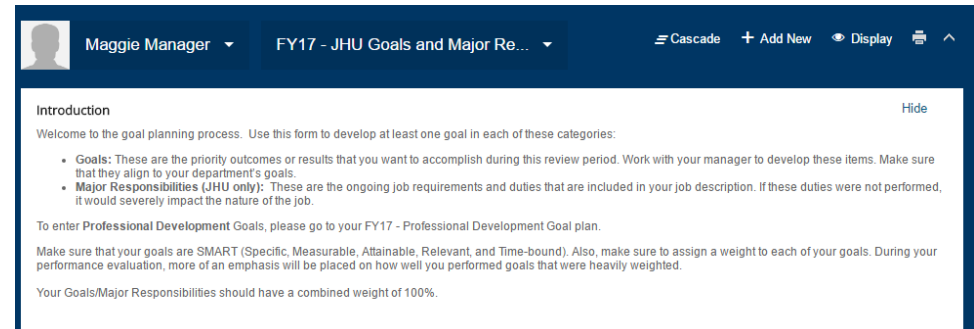 Maggie Manager FY17 - JHU Goals and Major Re... Cascade + Add New Display
Introduction Hide
Welcome to the goal planning process. Use this form to develop at least one goal in each of these categories:
• Goals: These are the priority outcomes or results that you want to accomplish during this review period. Work with your manager to develop these items. Make sure
that they align to your department's goals.
• Major Responsibilities (JHU only): These are the ongoing job requirements and duties that are included in your job description. If these duties were not performed,
it would severely impact the nature of the job.
To enter Professional Development Goals, please go to your FY17 - Professional Development Goal plan.
Make sure that your goals are SMART (Specific, Measurable, Attainable, Relevant, and Time-bound). Also, make sure to assign a weight to each of your goals. During your
performance evaluation, more of an emphasis will be placed on how well you performed goals that were heavily weighted.
Your Goals/Major Responsibilities should have a combined weight of 100%.